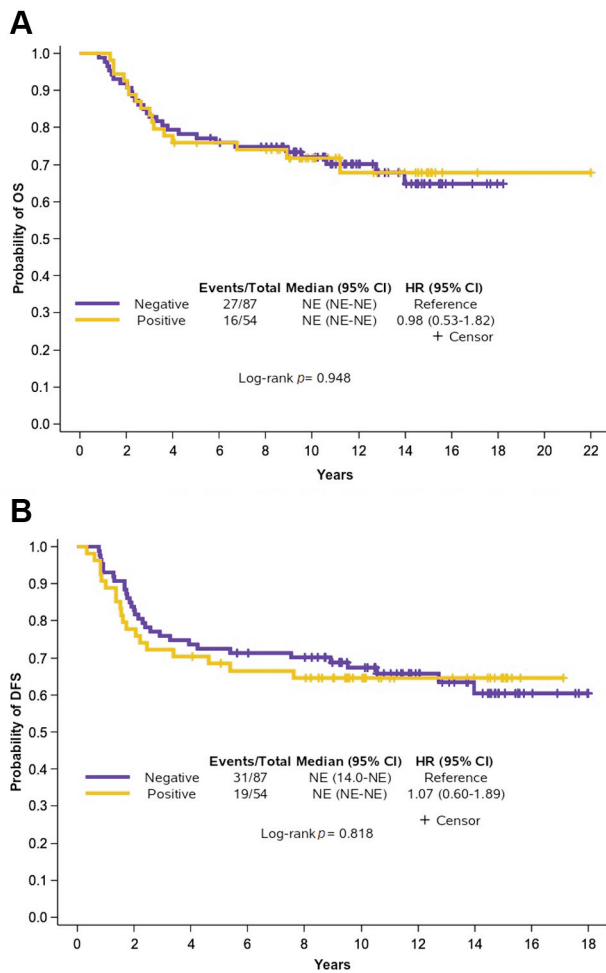 A
Probability of OS
1.0
0.9
0.8
0.7
0.6
0.5
0.4
0.3
0.2
0.1
0.0
Events/Total Median (95% CI) HR (95% CI)
Negative 27/87 NE (NE-NE) Reference
Positive 16/54 NE (NE-NE) 0.98 (0.53-1.82)
+ Censor
Log-rank p= 0.948
0 2 4 6 8 10 12 14 16 18 20 22
Years
B
Probability of DFS
1.0
0.9
0.8
0.7
0.6
0.5
0.4
0.3
0.2
0.1
0.0
Events/Total Median (95% CI) HR (95% CI)
Negative 31/87 NE (14.0-NE) Reference
Positive 19/54 NE (NE-NE) 1.07 (0.60-1.89)
+ Censor
Log-rank p = 0.818
0 2 4 6 8 10 12 14 16 18
Years